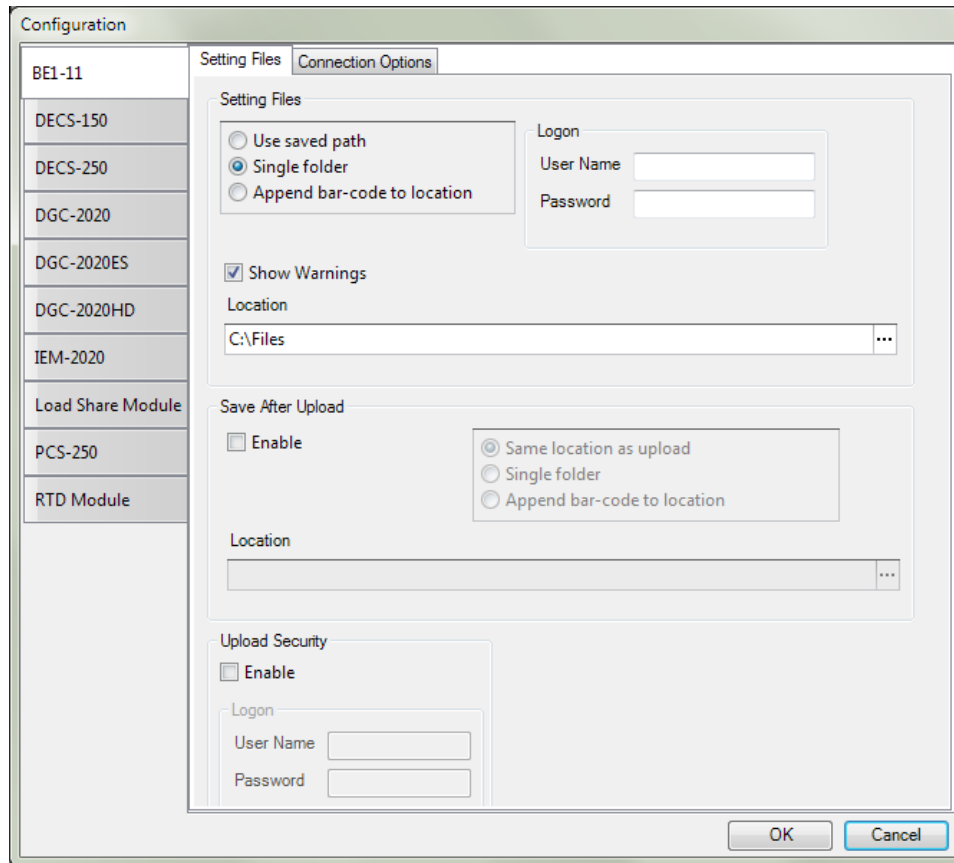 Configuration
BE1-11
DECS-150
DECS-250
DGC-2020
DGC-2020ES
DGC-2020HD
IEM-2020
Load Share Module
PCS-250
RTD Module
Setting Files
Connection Options
Setting Files
Use saved path
Single folder
Append bar-code to location
Logon
User Name
Password
Show Warnings
Location
C:\Files
...
Save After Upload
Enable
Same location as upload
Single folder
Append bar-code to location
Location
...
Upload Security
Enable
Logon
User Name
Password
OK
Cancel